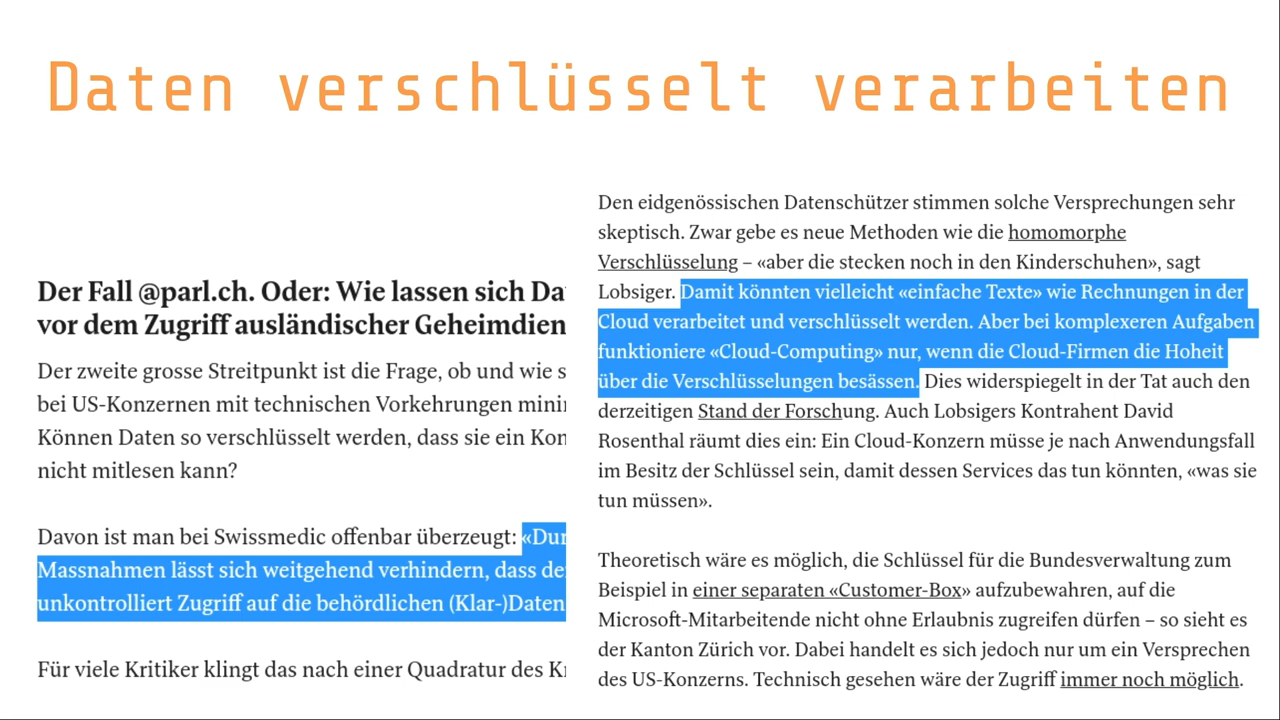 Daten verschlüsselt verarbeiten
Der Fall @parl.ch. Oder: Wie lassen sich Da
vor dem Zugriff ausländischer Geheimdien
Der zweite grosse Streitpunkt ist die Frage, ob und wie s
bei US-Konzernen mit technischen Vorkehrungen mini
Können Daten so verschlüsselt werden, dass sie ein Kon
nicht mitlesen kann?
Davon ist man bei Swissmedic offenbar überzeugt: «Dur
Massnahmen lässt sich weitgehend verhindern, dass de
unkontrolliert Zugriff auf die behördlichen (Klar-)Daten
Für viele Kritiker klingt das nach einer Quadratur des Kr
Den eidgenössischen Datenschützer stimmen solche Versprechungen sehr
skeptisch. Zwar gebe es neue Methoden wie die homomorphe
Verschlüsselung – «aber die stecken noch in den Kinderschuhen», sagt
Lobsiger. Damit könnten vielleicht «einfache Texte» wie Rechnungen in der
Cloud verarbeitet und verschlüsselt werden. Aber bei komplexeren Aufgaben
funktioniere «Cloud-Computing» nur, wenn die Cloud-Firmen die Hoheit
über die Verschlüsselungen besässen. Dies widerspiegelt in der Tat auch den
derzeitigen Stand der Forschung. Auch Lobsigers Kontrahent David
Rosenthal räumt dies ein: Ein Cloud-Konzern müsse je nach Anwendungsfall
im Besitz der Schlüssel sein, damit dessen Services das tun könnten, «was sie
tun müssen».
Theoretisch wäre es möglich, die Schlüssel für die Bundesverwaltung zum
Beispiel in einer separaten «Customer-Box» aufzubewahren, auf die
Microsoft-Mitarbeitende nicht ohne Erlaubnis zugreifen dürfen – so sieht es
der Kanton Zürich vor. Dabei handelt es sich jedoch nur um ein Versprechen
des US-Konzerns. Technisch gesehen wäre der Zugriff immer noch möglich.